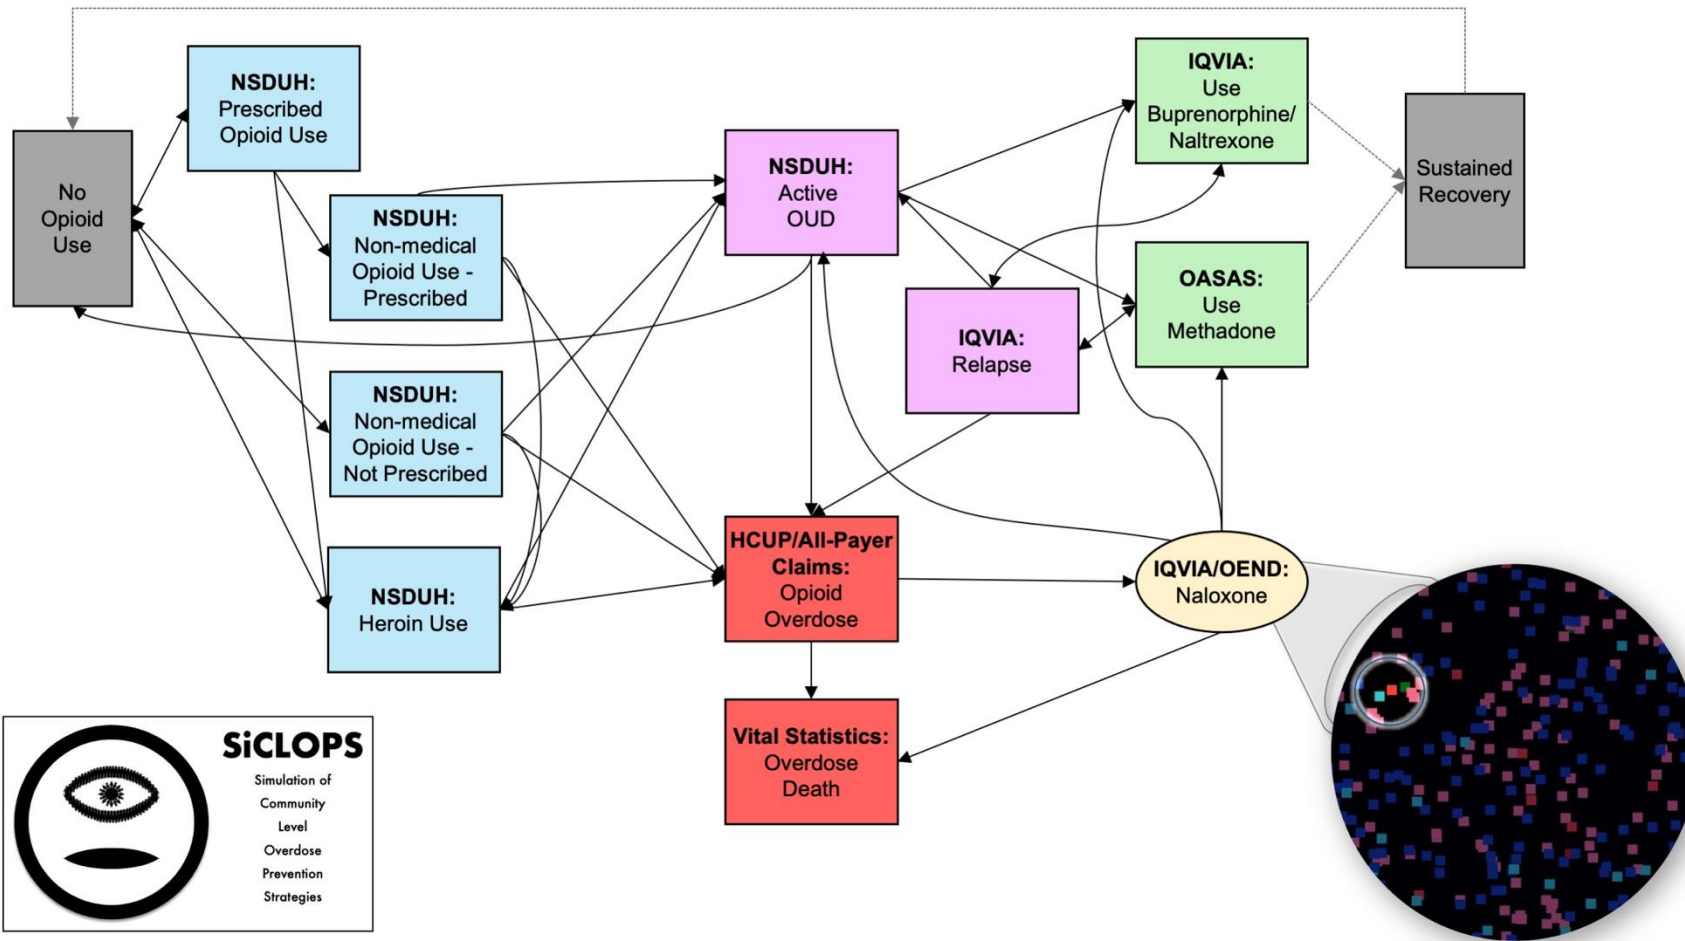 NSDUH:
Prescribed
Opioid Use
No
Opioid
Use
NSDUH:
Non-medical
Opioid Use -
Prescribed
NSDUH:
Non-medical
Opioid Use -
Not Prescribed
NSDUH:
Heroin Use
NSDUH:
Active
OUD
IQVIA:
Relapse
HCUP/All-Payer
Claims:
Opioid
Overdose
Vital Statistics:
Overdose
Death
IQVIA:
Use
Buprenorphine/
Naltrexone
OASAS:
Use
Methadone
IQVIA/OEND:
Naloxone
Sustained
Recovery
SiCLOPS
Simulation of
Community
Level
Overdose
Prevention
Strategies